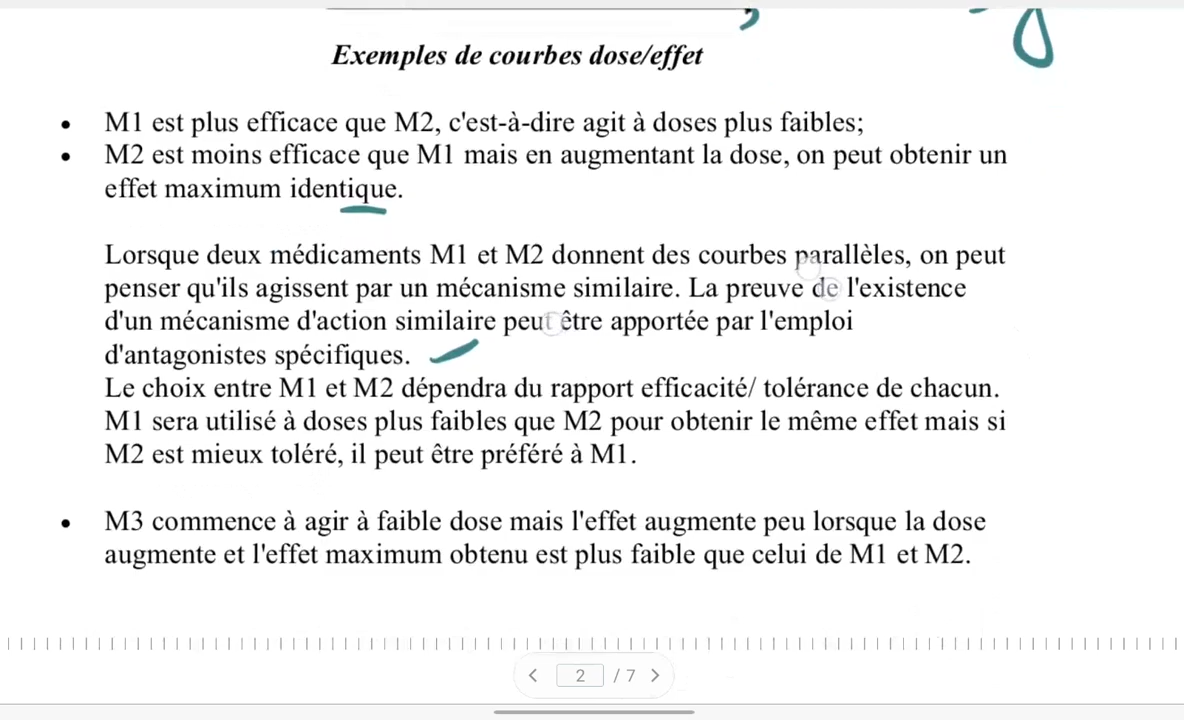 Exemples de courbes dose/effet
• M1 est plus efficace que M2, c'est-à-dire agit à doses plus faibles;
• M2 est moins efficace que M1 mais en augmentant la dose, on peut obtenir un
effet maximum identique.
Lorsque deux médicaments M1 et M2 donnent des courbes parallèles, on peut
penser qu'ils agissent par un mécanisme similaire. La preuve de l'existence
d'un mécanisme d'action similaire peut être apportée par l'emploi
d'antagonistes spécifiques.
Le choix entre M1 et M2 dépendra du rapport efficacité/ tolérance de chacun.
M1 sera utilisé à doses plus faibles que M2 pour obtenir le même effet mais si
M2 est mieux toléré, il peut être préféré à M1.
• M3 commence à agir à faible dose mais l'effet augmente peu lorsque la dose
augmente et l'effet maximum obtenu est plus faible que celui de M1 et M2.
2 / 7